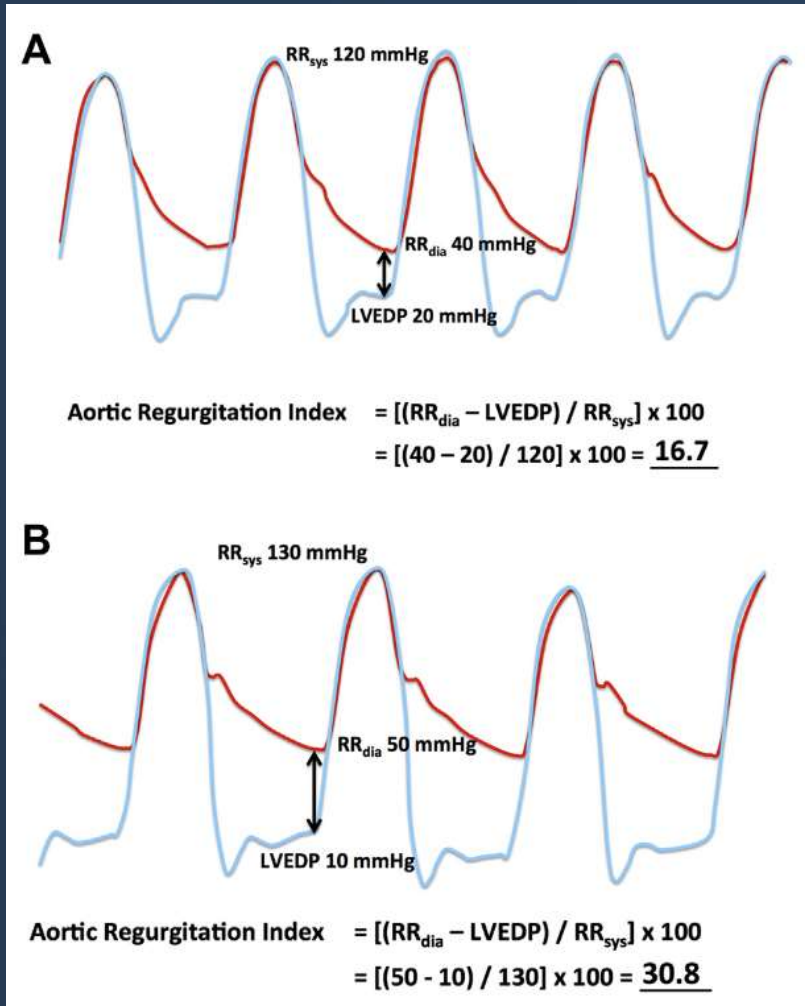 A
RRsys 120 mmHg
RRdia 40 mmHg
LVEDP 20 mmHg
Aortic Regurgitation Index = [(RRdia – LVEDP) / RRsys] x 100
= [(40 – 20) / 120] x 100 = 16.7
B
RRsys 130 mmHg
RRdia 50 mmHg
LVEDP 10 mmHg
Aortic Regurgitation Index = [(RRdia – LVEDP) / RRsys] x 100
= [(50 - 10) / 130] x 100 = 30.8